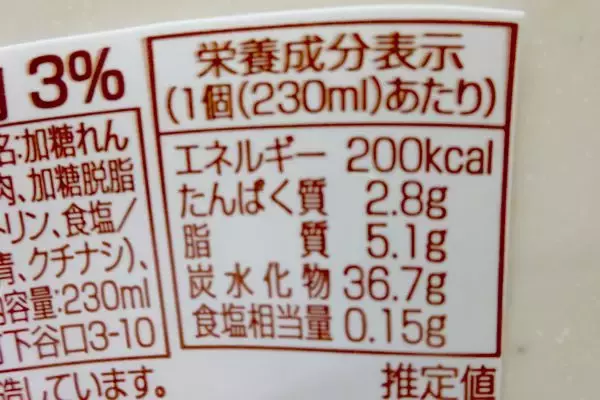 3%
名:加糖れん
肉、加糖脱脂
トリン、食塩/
青、クチナシ)、
内容量:230ml
下谷口3-10
造しています。
栄養成分表示
(1個(230ml)あたり)
エネルギー 200kcal
たんぱく質 2.8g
脂質 5.1g
炭水化物 36.7g
食塩相当量 0.15g
推定値